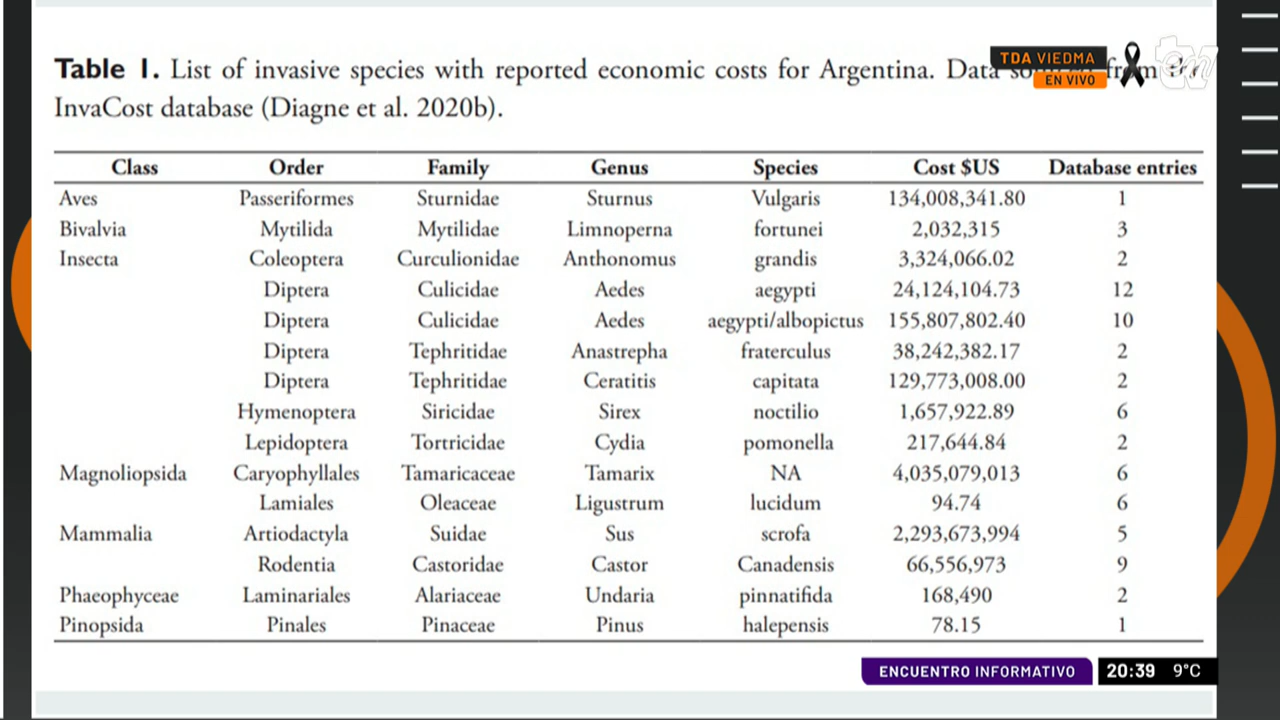 Table 1. List of invasive species with reported economic costs for Argentina. Data from
InvaCost database (Diagne et al. 2020b).
TDA VIEDMA
EN VIVO
Class Order Family Genus Species Cost $US Database entries
Aves Passeriformes Sturnidae Sturnus Vulgaris 134,008,341.80 1
Bivalvia Mytilida Mytilidae Limnoperna fortunei 2,032,315 3
Insecta Coleoptera Curculionidae Anthonomus grandis 3,324,066.02 2
Diptera Culicidae Aedes aegypti 24,124,104.73 12
Diptera Culicidae Aedes aegypti/albopictus 155,807,802.40 10
Diptera Tephritidae Anastrepha fraterculus 38,242,382.17 2
Diptera Tephritidae Ceratitis capitata 129,773,008.00 2
Hymenoptera Siricidae Sirex noctilio 1,657,922.89 6
Lepidoptera Tortricidae Cydia pomonella 217,644.84 2
Magnoliopsida Caryophyllales Tamaricaceae Tamarix NA 4,035,079,013 6
Lamiales Oleaceae Ligustrum lucidum 94.74 6
Mammalia Artiodactyla Suidae Sus scrofa 2,293,673,994 5
Rodentia Castoridae Castor Canadensis 66,556,973 9
Phaeophyceae Laminariales Alariaceae Undaria pinnatifida 168,490 2
Pinopsida Pinales Pinaceae Pinus halepensis 78.15 1
ENCUENTRO INFORMATIVO 20:39 9°C